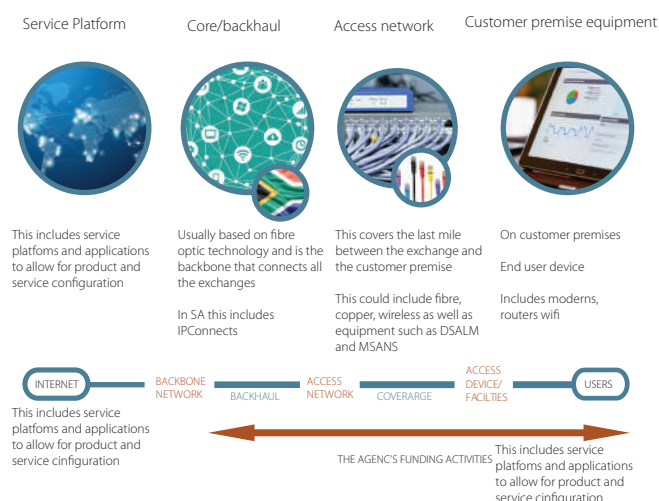 Service Platform
Core/backhaul
Access network
Customer premise equipment
This includes service
platfoms and applications
to allow for product and
service configuration
Usually based on fibre
optic technology and is the
backbone that connects all
the exchanges
In SA this includes
IPConnects
This covers the last mile
between the exchange and
the customer premise
This could include fibre,
copper, wireless as well as
equipment such as DSALM
and MSANS
On customer premises
End user device
Includes moderns,
routers wifi
INTERNET
BACKBONE
NETWORK
BACKHAUL
ACCESS
NETWORK
COVERARGE
ACCESS
DEVICE/
FACILTIES
USERS
This includes service
platfoms and applications
to allow for product and
service cinfiguration
THE AGENC'S FUNDING ACTIVITIES
This includes service
platfoms and applications
to allow for product and
service cinfiguration